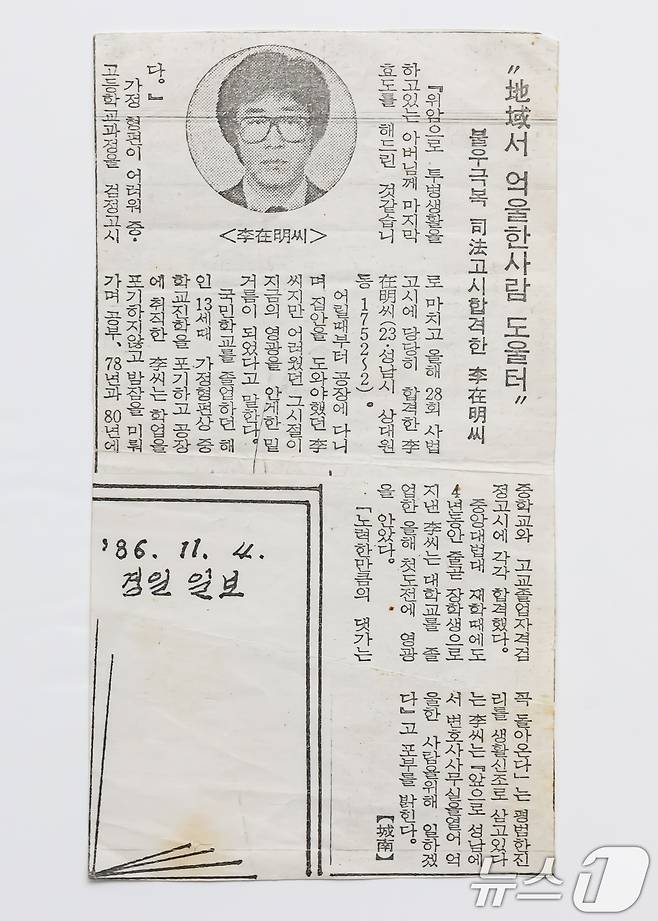 “地域서 억울한사람 도울터”
불우극복 司法고시합격한 李在明씨
『위암으로 투병생활을
하고있는 아버님께 마지막
효도를 해드린 것같습니
다。』
가정 형편이 어려워 중·
고등학교과정을 검정고시
<李在明씨>
로 마치고 올해 28회 사법
고시에 당당히 합격한 李
在明씨(23·성남시 상대원
동1752~2)。
어릴때부터 공장에 다니
며 집안을 도와야했던 李
씨지만 어려웠던 그시절이
지금의 영광을 안게한 밑
거름이 되었다고 말한다。
국민학교를 졸업하던 해
인 13세때 가정형편상 중
학교진학을 포기하고 공장
에 취직한 李씨는 학업을
포기하지않고 밤잠을 미뤄
가며 공부、78년과 80년에
중학교와 고교졸업자격검
정고시에 각각 합격했다。
중앙대법대 재학때에도
4년동안 줄곧 장학생으로
지낸 李씨는 대학교를 졸
업한 올해 첫도전에 영광
을 안았다。
「노력한만큼의 댓가는
꼭 돌아온다」는 평범한진
리를 생활신조로 삼고있다
는 李씨는 『앞으로 성남에
서 변호사사무실을열어 억
울한 사람을위해 일하겠
다』고 포부를 밝힌다。
【城南】
'86. 11. 4.
경인 일보
뉴스1